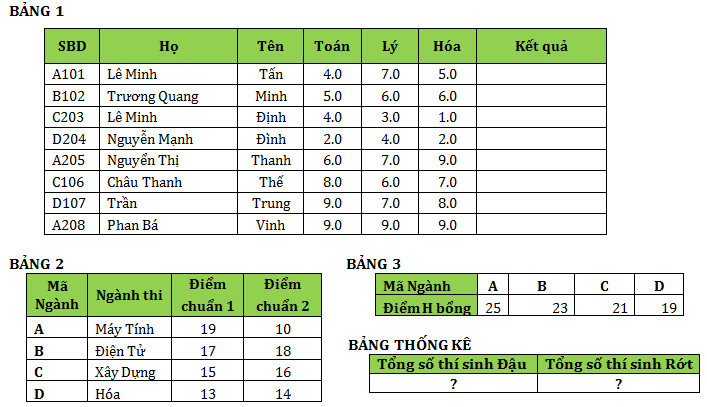 BẢNG 1
SBD Họ Tên Toán Lý Hóa Kết quả
A101 Lê Minh Tấn 4.0 7.0 5.0
B102 Trương Quang Minh 5.0 6.0 6.0
C203 Lê Minh Định 4.0 3.0 1.0
D204 Nguyễn Mạnh Đình 2.0 4.0 2.0
A205 Nguyển Thị Thanh 6.0 7.0 9.0
C106 Châu Thanh Thế 8.0 6.0 7.0
D107 Trần Trung 9.0 7.0 8.0
A208 Phan Bá Vinh 9.0 9.0 9.0
BẢNG 2
Mã Ngành Ngành thi Điểm chuẩn 1 Điểm chuẩn 2
A Máy Tính 19 10
B Điện Tử 17 18
C Xây Dựng 15 16
D Hóa 13 14
BẢNG 3
Mã Ngành A B C D
Điểm H bổng 25 23 21 19
BẢNG THỐNG KÊ
Tổng số thí sinh Đậu Tổng số thí sinh Rớt
? ?